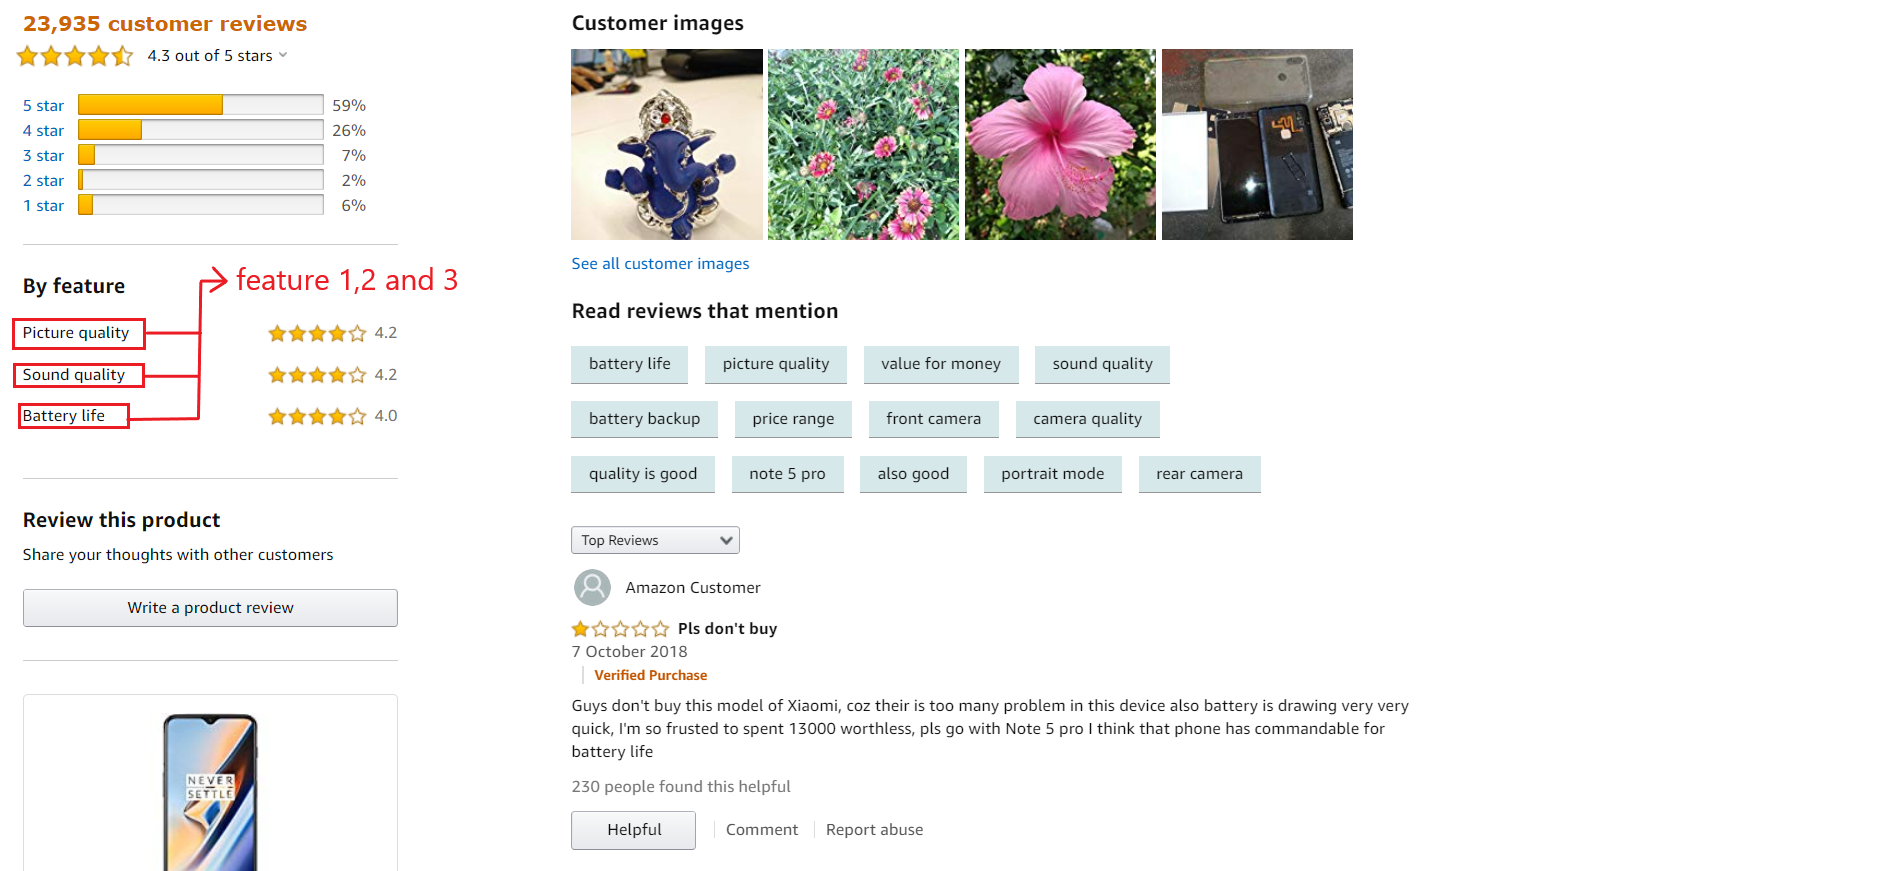 23,935 customer reviews
4.3 out of 5 stars
5 star 59%
4 star 26%
3 star 7%
2 star 2%
1 star 6%
By feature
feature 1,2 and 3
Picture quality 4.2
Sound quality 4.2
Battery life 4.0
Review this product
Share your thoughts with other customers
Write a product review
NEVER
SETTLE
Customer images
See all customer images
Read reviews that mention
battery life picture quality value for money sound quality
battery backup price range front camera camera quality
quality is good note 5 pro also good portrait mode rear camera
Top Reviews
Amazon Customer
Pls don't buy
7 October 2018
Verified Purchase
Guys don't buy this model of Xiaomi, coz their is too many problem in this device also battery is drawing very very
quick, I'm so frusted to spent 13000 worthless, pls go with Note 5 pro I think that phone has commandable for
battery life
230 people found this helpful
Helpful Comment Report abuse